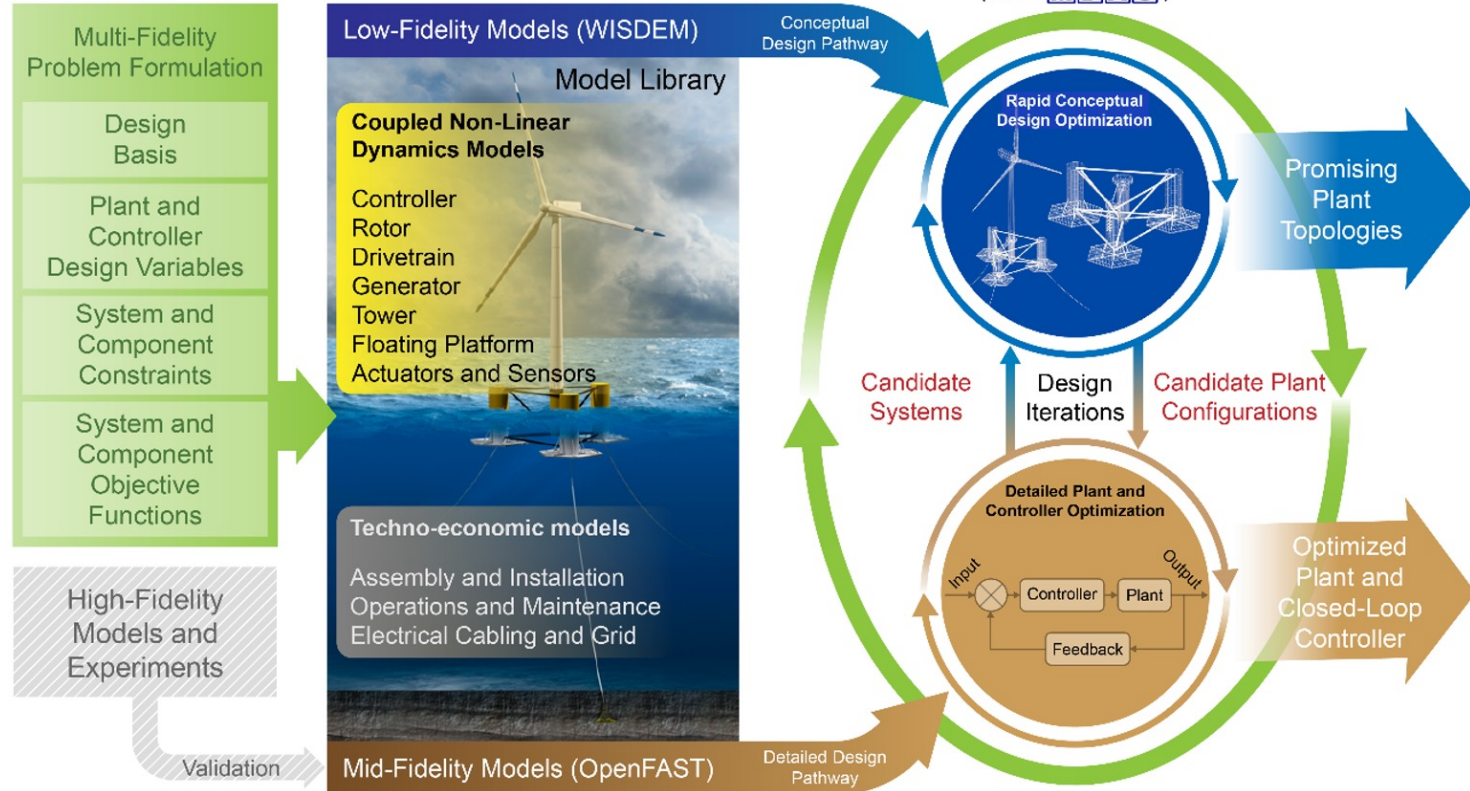 Multi-Fidelity
Problem Formulation
Design
Basis
Plant and
Controller
Design Variables
System and
Component
Constraints
System and
Component
Objective
Functions
High-Fidelity
Models and
Experiments
Validation
Low-Fidelity Models (WISDEM)
Conceptual
Design Pathway
Model Library
Coupled Non-Linear
Dynamics Models
Controller
Rotor
Drivetrain
Generator
Tower
Floating Platform
Actuators and Sensors
Techno-economic models
Assembly and Installation
Operations and Maintenance
Electrical Cabling and Grid
Mid-Fidelity Models (OpenFAST)
Detailed Design
Pathway
Rapid Conceptual
Design Optimization
Candidate
Systems
Design
Iterations
Candidate Plant
Configurations
Detailed Plant and
Controller Optimization
Input
Controller
Plant
Output
Feedback
Promising
Plant
Topologies
Optimized
Plant and
Closed-Loop
Controller